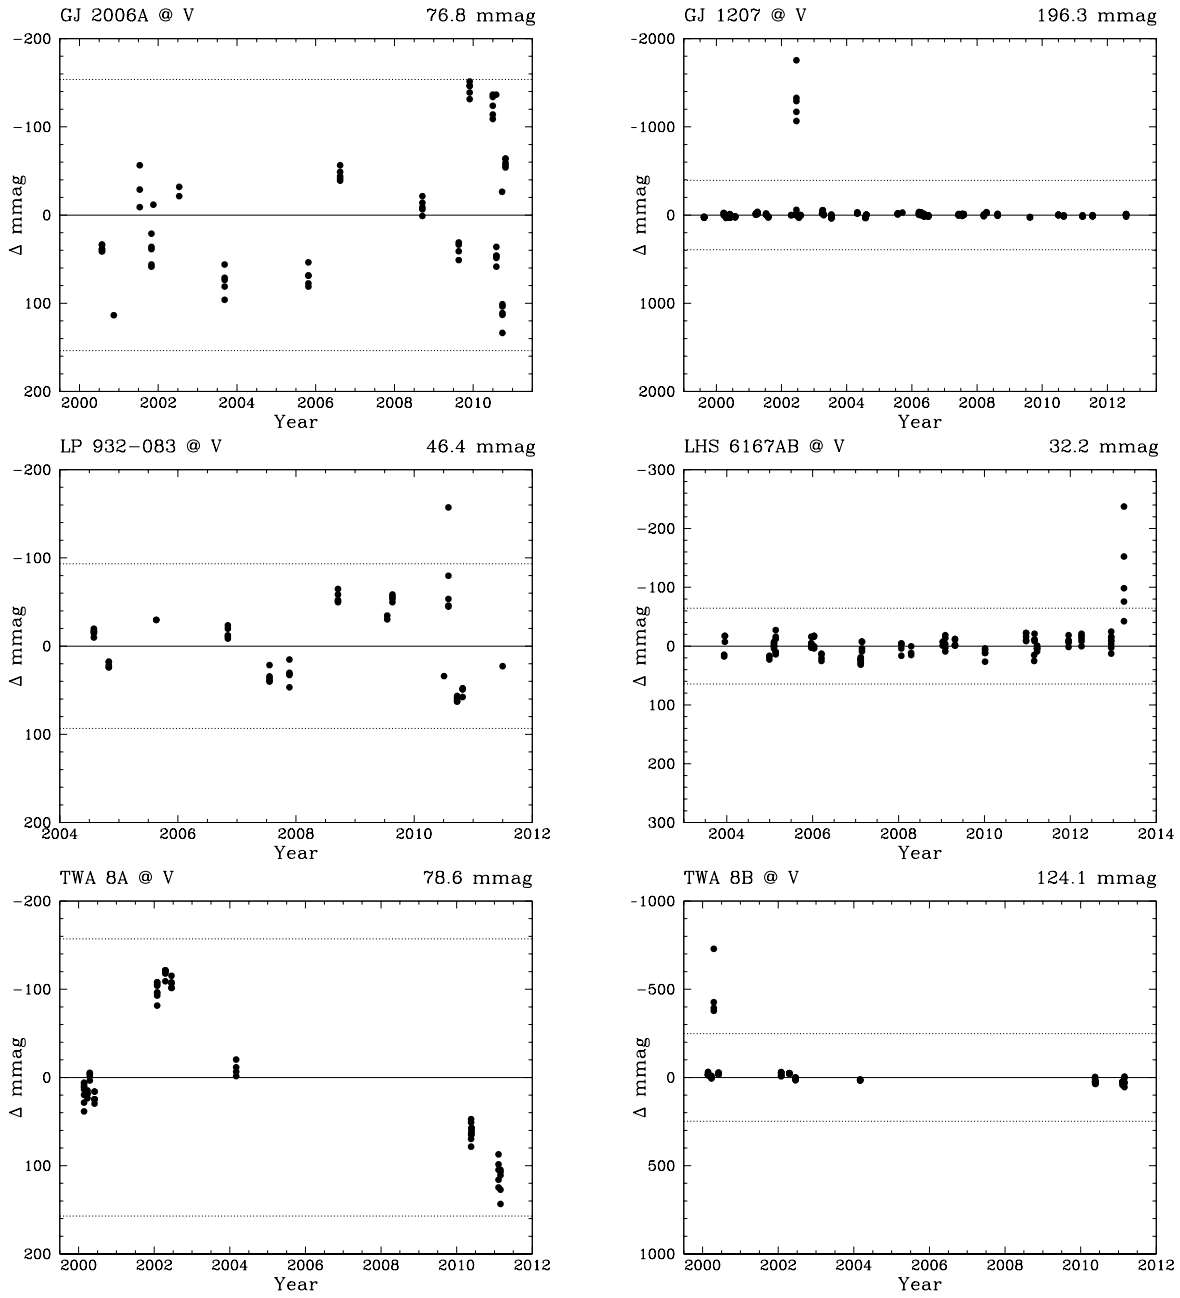 GJ 2006A @ V 76.8 mmag
−200
−100
0
100
200
Δ mmag
2000 2002 2004 2006 2008 2010
Year
GJ 1207 @ V 196.3 mmag
−2000
−1000
0
1000
2000
Δ mmag
2000 2002 2004 2006 2008 2010 2012
Year
LP 932−083 @ V 46.4 mmag
−200
−100
0
100
200
Δ mmag
2004 2006 2008 2010 2012
Year
LHS 6167AB @ V 32.2 mmag
−300
−200
−100
0
100
200
300
Δ mmag
2004 2006 2008 2010 2012 2014
Year
TWA 8A @ V 78.6 mmag
−200
−100
0
100
200
Δ mmag
2000 2002 2004 2006 2008 2010 2012
Year
TWA 8B @ V 124.1 mmag
−1000
−500
0
500
1000
Δ mmag
2000 2002 2004 2006 2008 2010 2012
Year